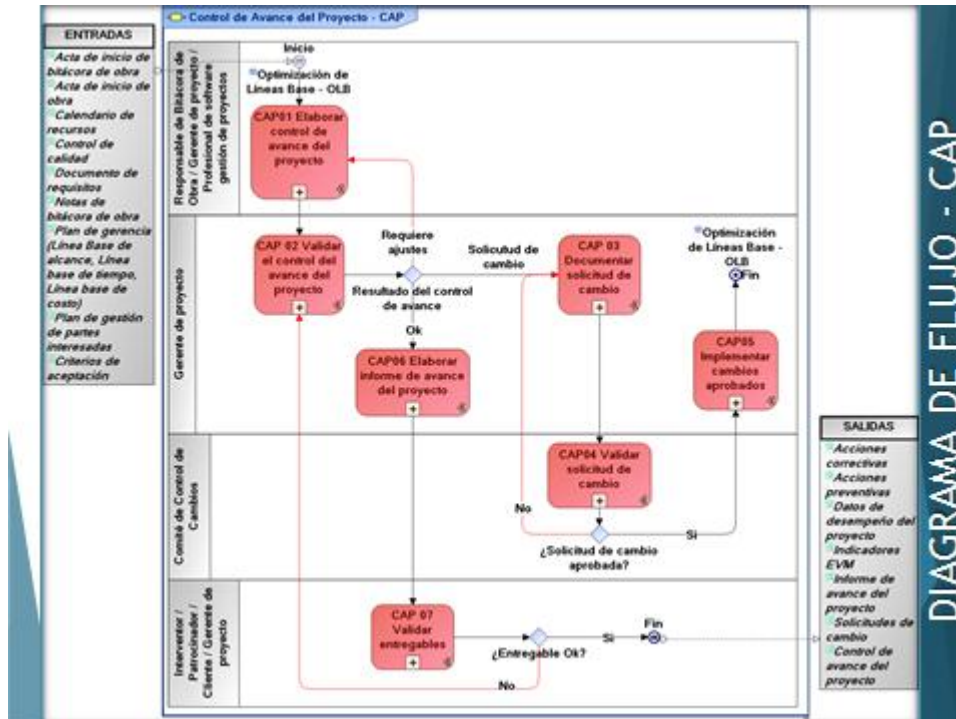 Control de Avance del Proyecto - CAP
ENTRADAS
Acta de inicio de
bitácora de obra
Acta de inicio de
obra
Calendario de
recursos
Control de
calidad
Documento de
requisitos
Notas de
bitácora de obra
Plan de gerencia
(Línea Base de
alcance, Línea
base de tiempo,
Línea base de
costo)
Plan de gestión
de partes
interesadas
Criterios de
aceptación
Responsable de Bitácora de
Obra / Gerente de proyecto /
Profesional de software
gestión de proyectos
Inicio
Optimización de
Líneas Base - OLB
CAP01 Elaborar
control de
avance del
proyecto
Gerente de proyecto
CAP 02 Validar
el control del
avance del
proyecto
Requiere
ajustes
Resultado del control
de avance
Ok
Solicutud de
cambio
CAP 03
Documentar
solicitud de
cambio
Optimización
de Líneas Base -
OLB
Fin
CAP06 Elaborar
informe de avance
del proyecto
CAP05
Implementar
cambios
aprobados
Comité de Control de
Cambios
CAP04 Validar
solicitud de
cambio
No
Si
¿Solicitud de cambio
aprobada?
Interventor /
Patrocinador /
Cliente / Gerente de
proyecto
CAP 07
Validar
entregables
¿Entregable Ok?
Si
Fin
No
SALIDAS
Acciones
correctivas
Acciones
preventivas
Datos de
desempeño del
proyecto
Indicadores
EVM
Informe de
avance del
proyecto
Solicitudes de
cambio
Control de
avance del
proyecto
DIAGRAMA DE FLUJO - CAP